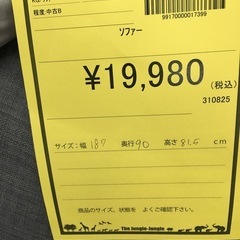 程度:中古B
99170000017399
ソファー
¥19,980(税込)
310825
サイズ:幅 187 奥行 90 高さ 81.5 cm
商品のサイズ、状態を よくご確認下さい。
The Jungle-Jungle